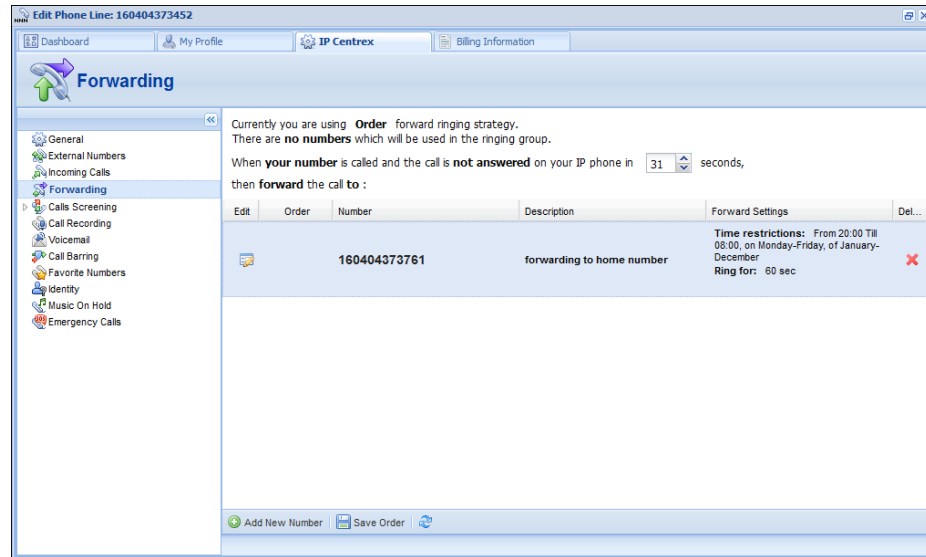 Edit Phone Line: 160404373452
Dashboard
My Profile
IP Centrex
Billing Information
Forwarding
General
External Numbers
Incoming Calls
Forwarding
Calls Screening
Call Recording
Voicemail
Call Barring
Favorite Numbers
Identity
Music On Hold
Emergency Calls
Currently you are using Order forward ringing strategy.
There are no numbers which will be used in the ringing group.
When your number is called and the call is not answered on your IP phone in 31 seconds,
then forward the call to :
Edit Order Number Description Forward Settings Del...
160404373761 forwarding to home number
Time restrictions: From 20:00 Till
08:00, on Monday-Friday, of January-
December
Ring for: 60 sec
Add New Number Save Order